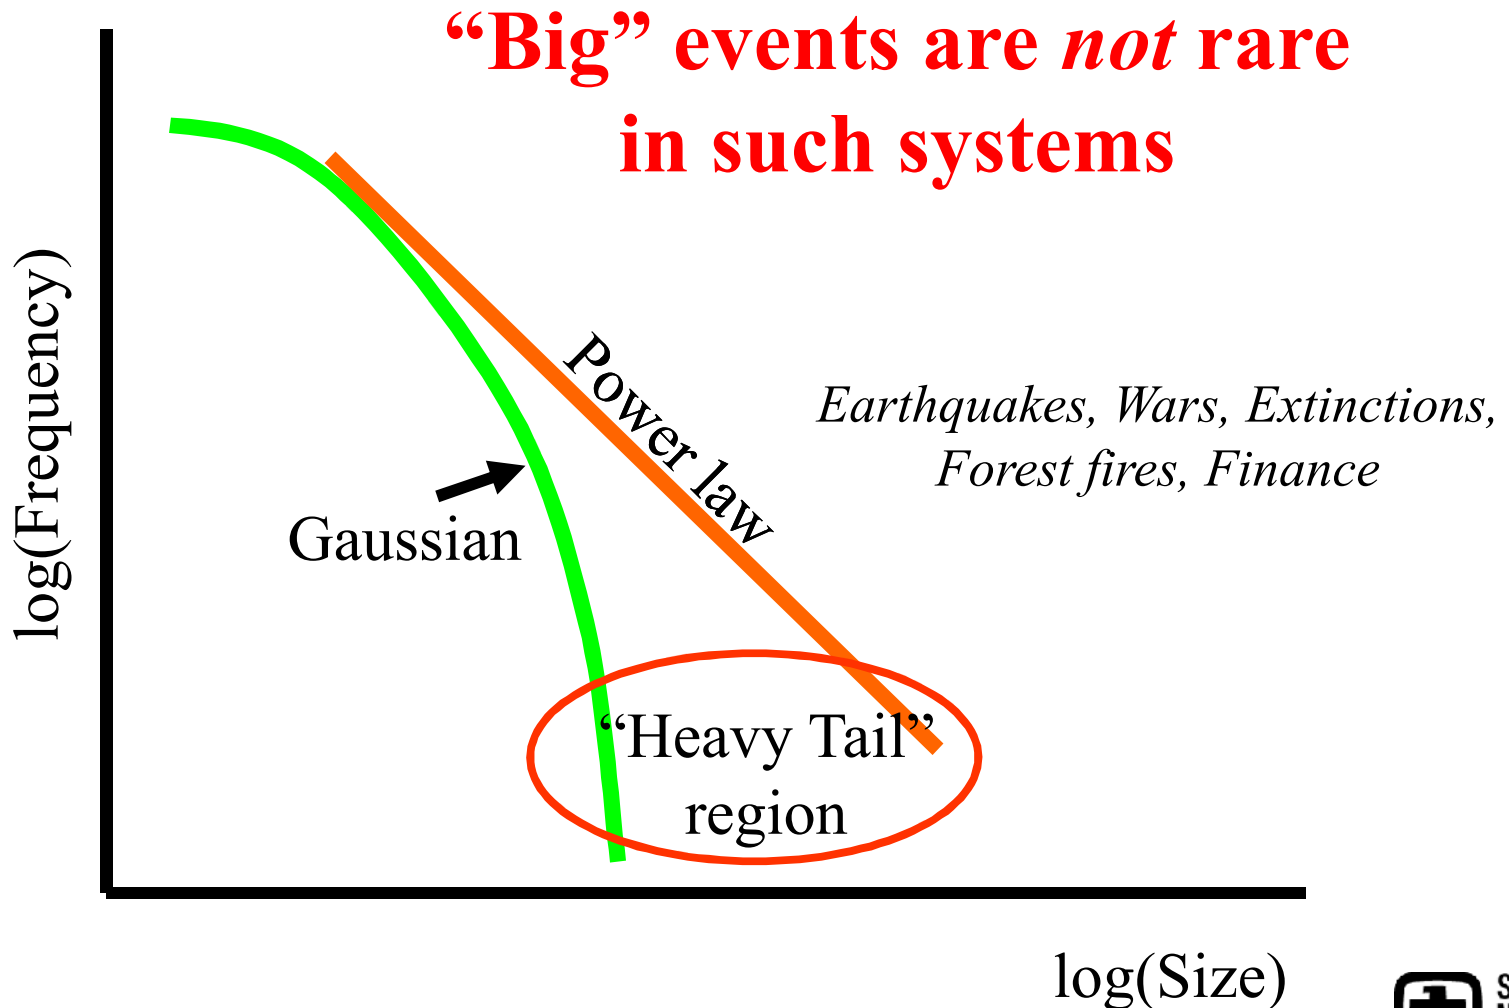 “Big” events are not rare
in such systems
log(Frequency)
Power law
Earthquakes, Wars, Extinctions,
Forest fires, Finance
Gaussian
“Heavy Tail”
region
log(Size)